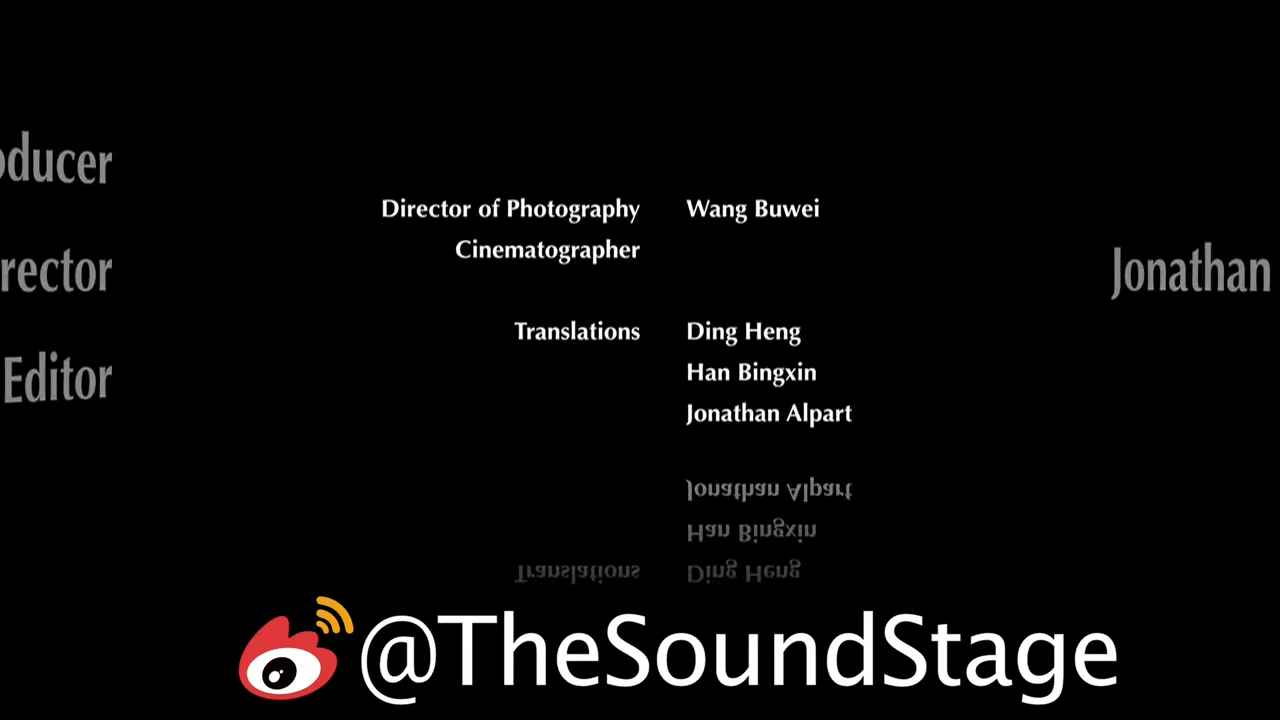 oducer
Director of Photography Wang Buwei
Cinematographer
rector Jonathan
Translations Ding Heng
Han Bingxin
Editor
Jonathan Alpart
Jonathan Alpart
Han Bingxin
Translations Ding Heng
@TheSoundStage